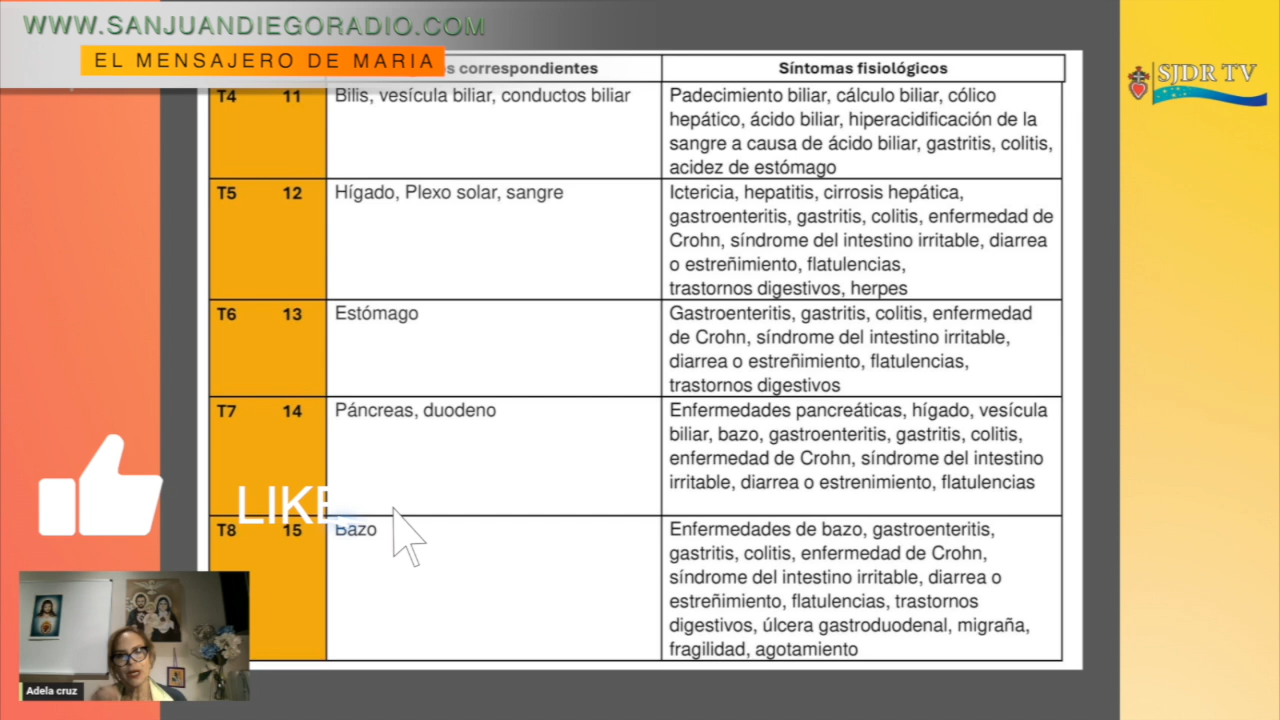 WWW.SANJUANDIEGORADIO.COM
EL MENSAJERO DE MARIA
SJDR TV
s correspondientes
Síntomas fisiológicos
T4 11
Bilis, vesícula biliar, conductos biliar
Padecimiento biliar, cálculo biliar, cólico
hepático, ácido biliar, hiperacidificación de la
sangre a causa de ácido biliar, gastritis, colitis,
acidez de estómago
T5 12
Hígado, Plexo solar, sangre
Ictericia, hepatitis, cirrosis hepática,
gastroenteritis, gastritis, colitis, enfermedad de
Crohn, síndrome del intestino irritable, diarrea
o estreñimiento, flatulencias,
trastornos digestivos, herpes
T6 13
Estómago
Gastroenteritis, gastritis, colitis, enfermedad
de Crohn, síndrome del intestino irritable,
diarrea o estreñimiento, flatulencias,
trastornos digestivos
T7 14
Páncreas, duodeno
Enfermedades pancreáticas, hígado, vesícula
biliar, bazo, gastroenteritis, gastritis, colitis,
enfermedad de Crohn, síndrome del intestino
irritable, diarrea o estrenimiento, flatulencias
LIKE
T8 15
Bazo
Enfermedades de bazo, gastroenteritis,
gastritis, colitis, enfermedad de Crohn,
síndrome del intestino irritable, diarrea o
estreñimiento, flatulencias, trastornos
digestivos, úlcera gastroduodenal, migraña,
fragilidad, agotamiento
Adela cruz